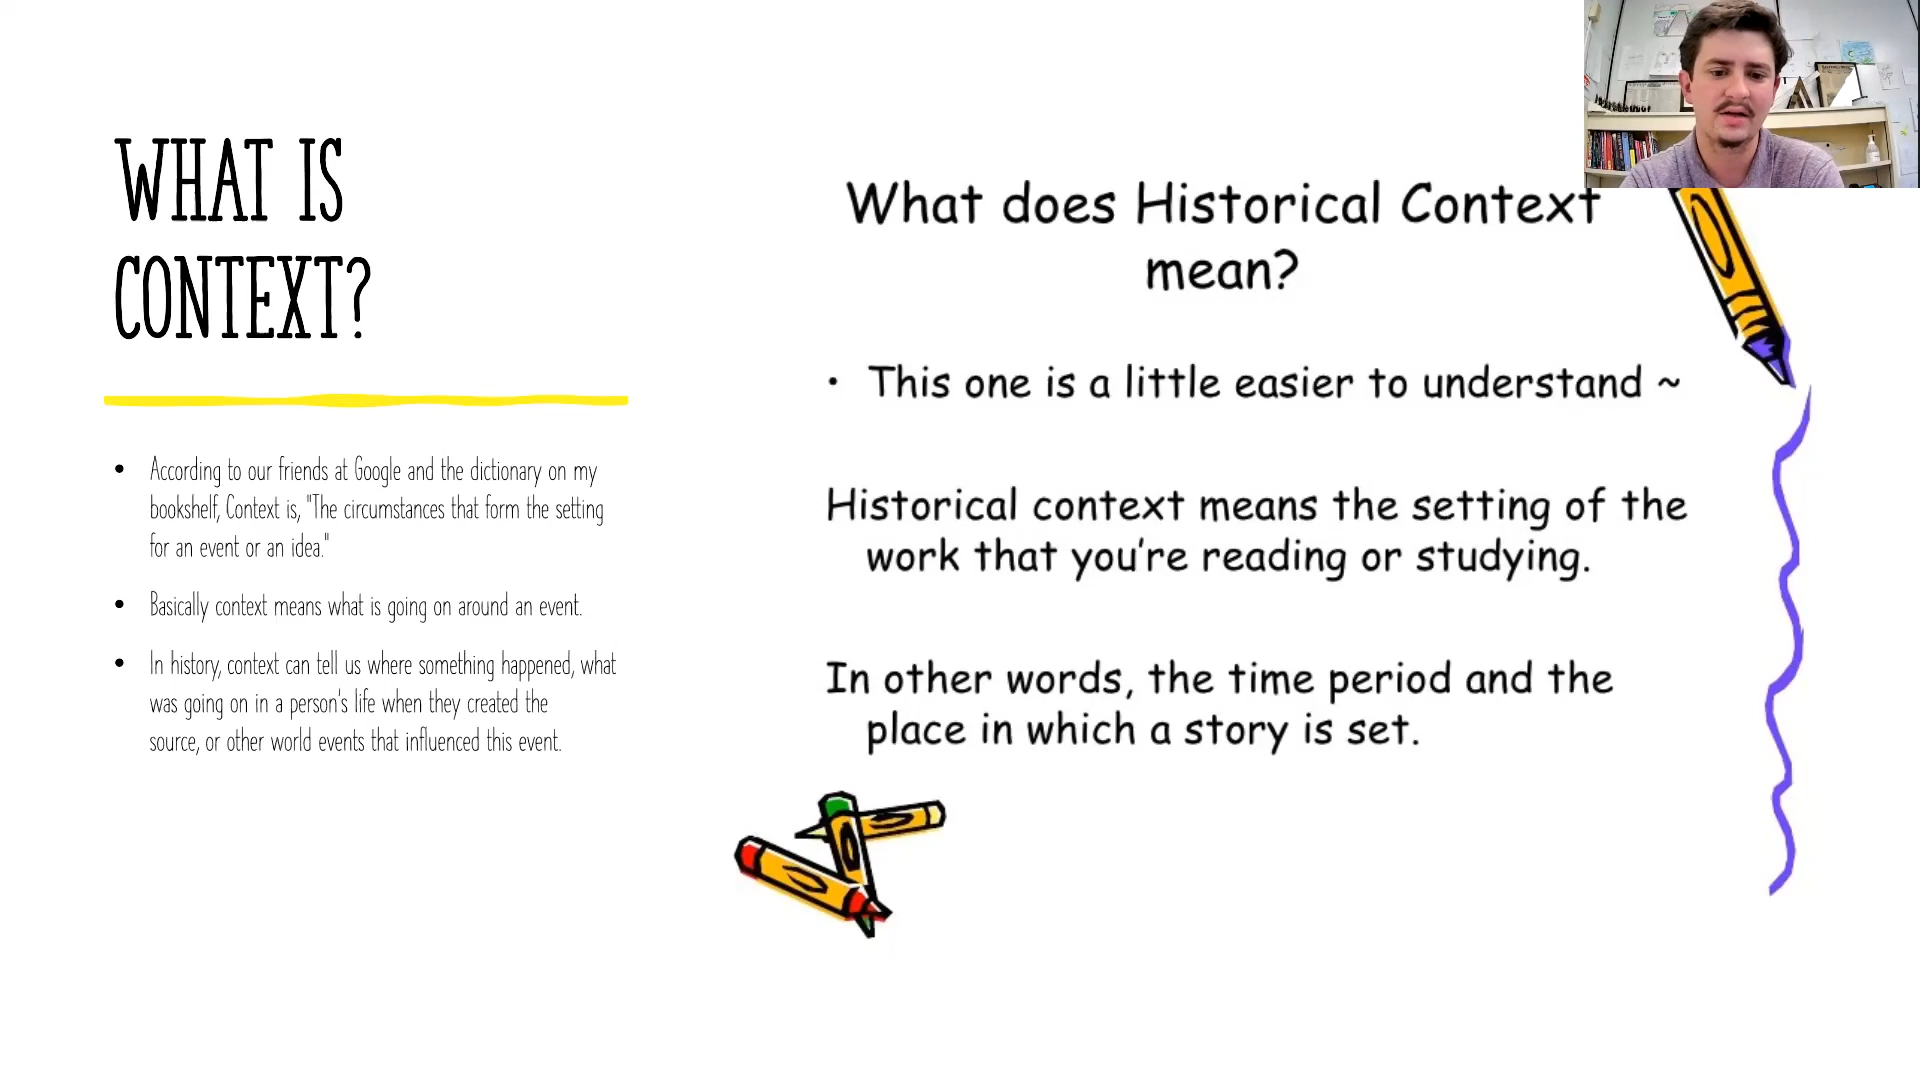 WHAT IS
CONTEXT?
According to our friends at Google and the dictionary on my
bookshelf, Context is, "The circumstances that form the setting
for an event or an idea."
Basically context means what is going on around an event.
In history, context can tell us where something happened, what
was going on in a person's life when they created the
source, or other world events that influenced this event.
What does Historical Context
mean?
• This one is a little easier to understand ~
Historical context means the setting of the
work that you're reading or studying.
In other words, the time period and the
place in which a story is set.